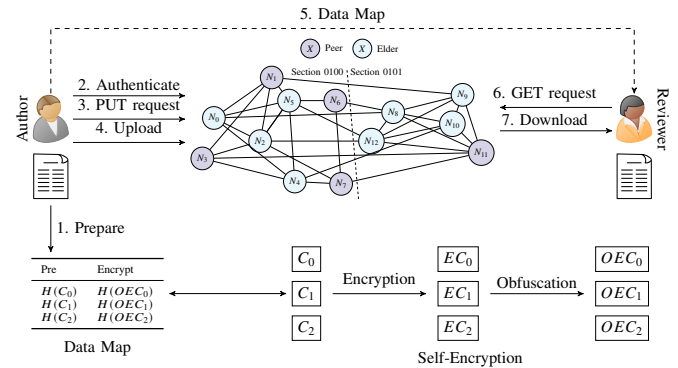 5. Data Map
X Peer X Elder
Section 0100 Section 0101
Author
2. Authenticate
3. PUT request
4. Upload
N1
N5
N6
N0
N2
N3
N4
N7
N8
N9
N10
N12
N11
6. GET request
7. Download
Reviewer
1. Prepare
Pre Encrypt
H(C0) H(OEC0)
H(C1) H(OEC1)
H(C2) H(OEC2)
Data Map
C0
C1
C2
Encryption
EC0
EC1
EC2
Obfuscation
OEC0
OEC1
OEC2
Self-Encryption